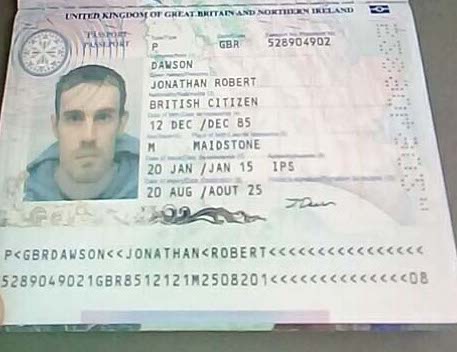 UNITED KINGDOM OF GREAT BRITAIN AND NORTHERN IRELAND
PASSPORT
PASSEPORT
P GBR 528904902
DAWSON
JONATHAN ROBERT
BRITISH CITIZEN
12 DEC /DEC 85
M MAIDSTONE
20 JAN /JAN 15 IPS
20 AUG /AOUT 25
P<GBRDAWSON<<JONATHAN<ROBERT<<<<<<<<<<<<<<<<
5289049021GBR8512121M2508201<<<<<<<<<<<<<<08